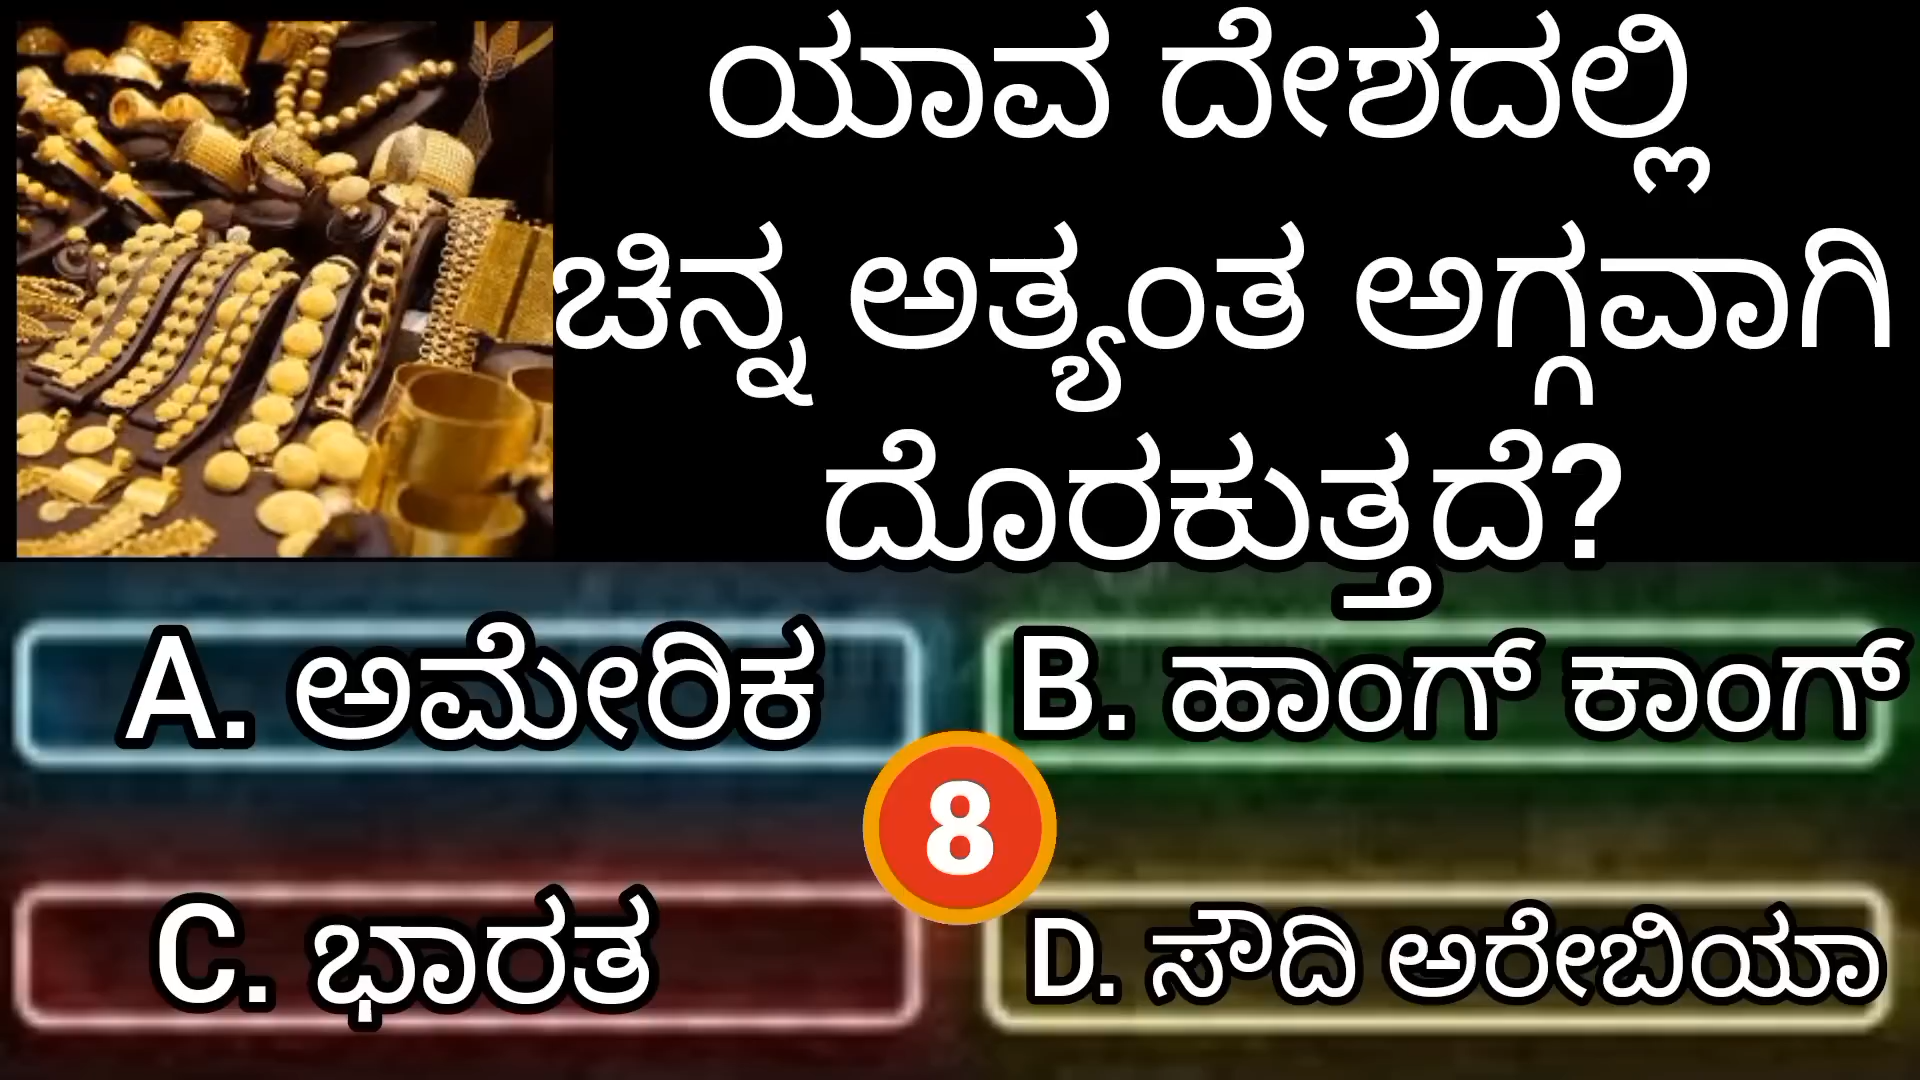 ಯಾವ ದೇಶದಲ್ಲಿ
ಚಿನ್ನ ಅತ್ಯಂತ ಅಗ್ಗವಾಗಿ
ದೊರಕುತ್ತದೆ?
A. ಅಮೇರಿಕ
B. ಹಾಂಗ್ ಕಾಂಗ್
8
C. ಭಾರತ
D. ಸೌದಿ ಅರೇಬಿಯಾ